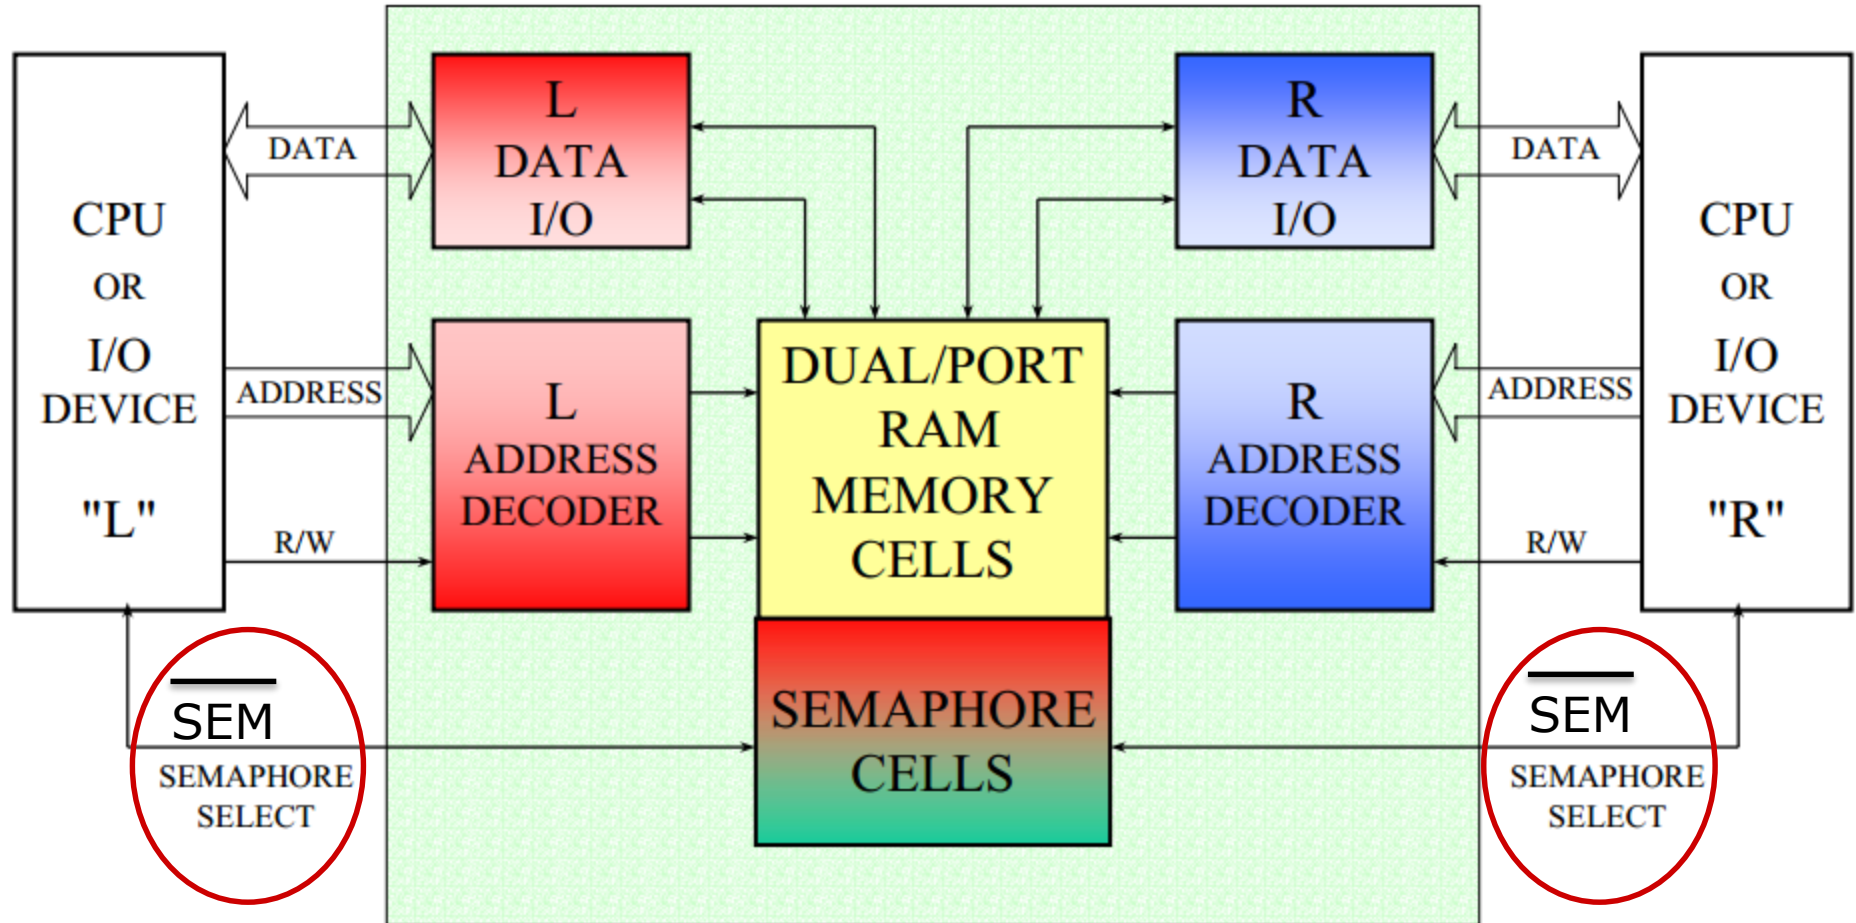 CPU
OR
I/O
DEVICE
"L"
DATA
ADDRESS
R/W
SEM
SEMAPHORE
SELECT
L
DATA
I/O
L
ADDRESS
DECODER
DUAL/PORT
RAM
MEMORY
CELLS
SEMAPHORE
CELLS
R
DATA
I/O
R
ADDRESS
DECODER
DATA
ADDRESS
R/W
SEM
SEMAPHORE
SELECT
CPU
OR
I/O
DEVICE
"R"